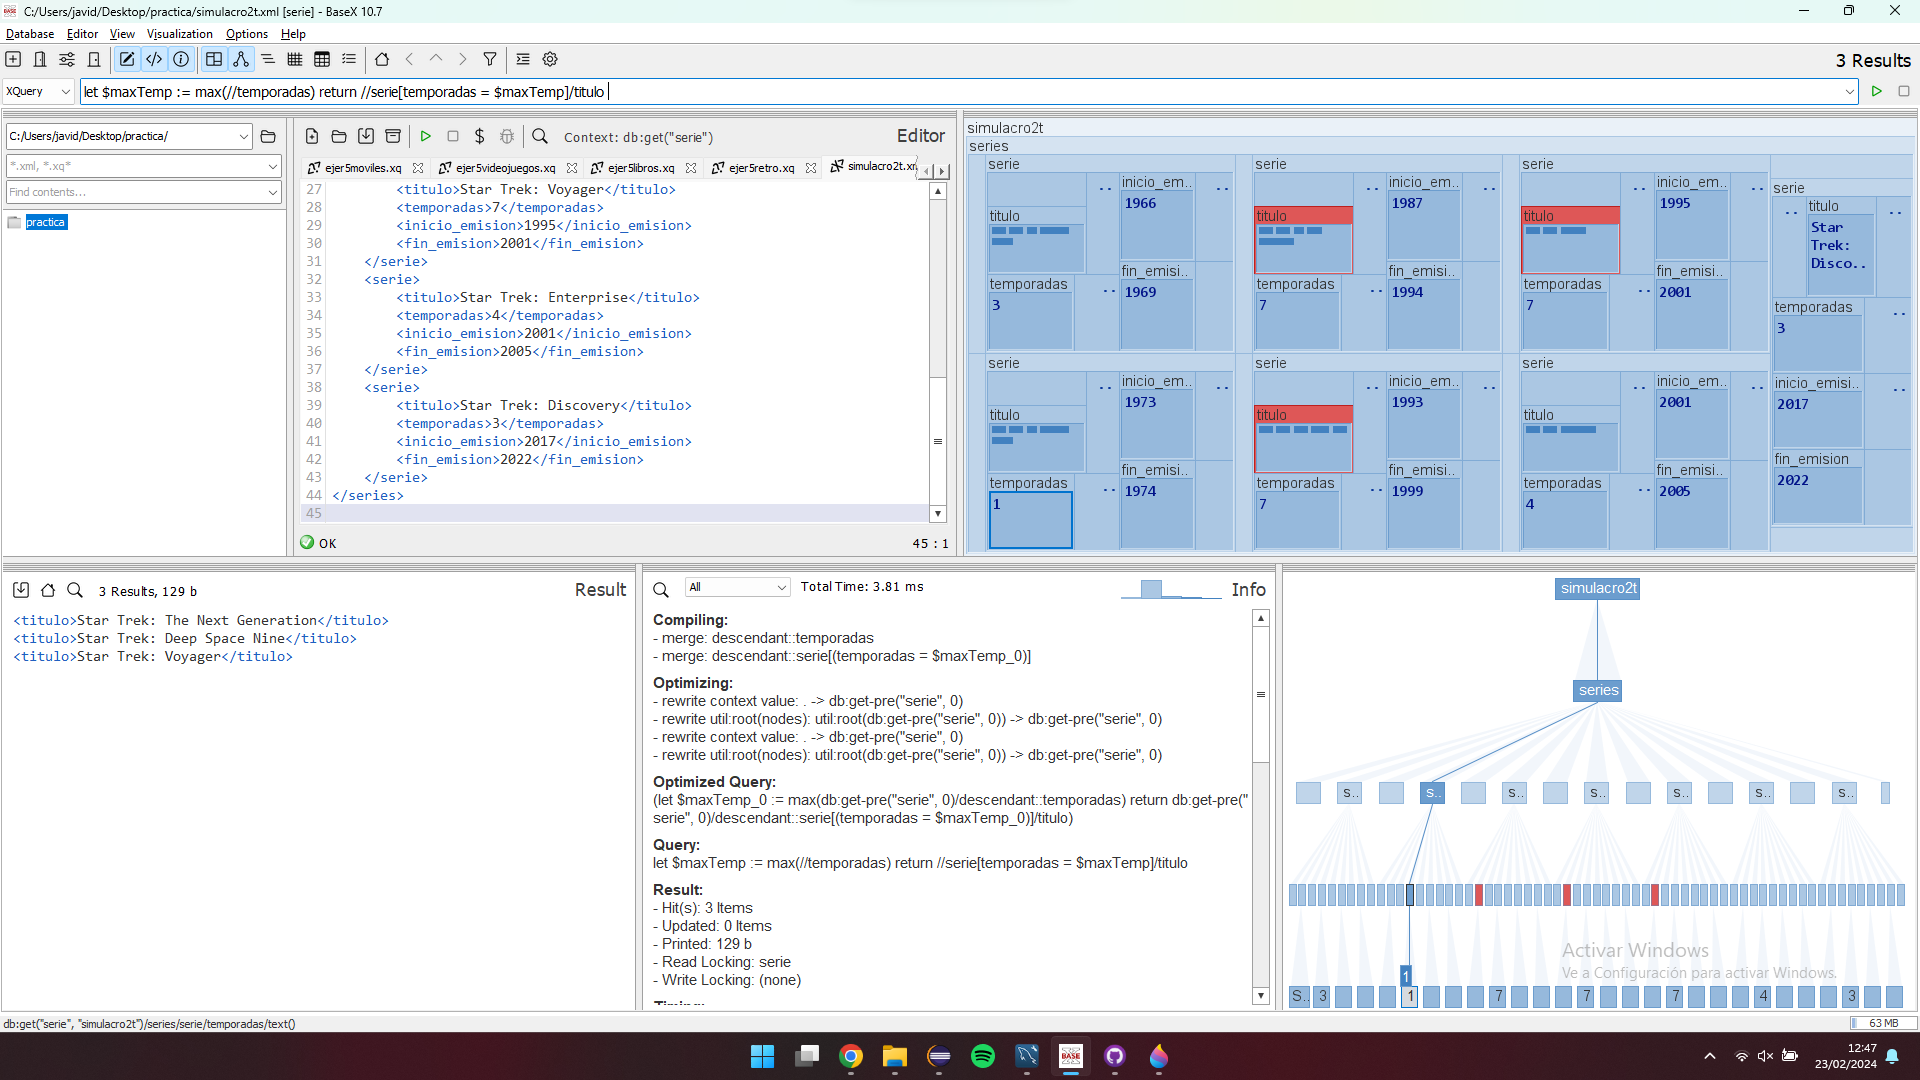 C:/Users/javid/Desktop/practica/simulacro2t.xml [serie] - BaseX 10.7
Database Editor View Visualization Options Help
3 Results
XQuery
let $maxTemp := max(//temporadas) return //serie[temporadas = $maxTemp]/titulo
C:/Users/javid/Desktop/practica/
*.xml, *.xq*
Find contents...
practica
Context: db:get("serie")
Editor
ejer5moviles.xq ejer5videojuegos.xq ejer5libros.xq ejer5retro.xq simulacro2t.xn
27 <titulo>Star Trek: Voyager</titulo>
28 <temporadas>7</temporadas>
29 <inicio_emision>1995</inicio_emision>
30 <fin_emision>2001</fin_emision>
31 </serie>
32 <serie>
33 <titulo>Star Trek: Enterprise</titulo>
34 <temporadas>4</temporadas>
35 <inicio_emision>2001</inicio_emision>
36 <fin_emision>2005</fin_emision>
37 </serie>
38 <serie>
39 <titulo>Star Trek: Discovery</titulo>
40 <temporadas>3</temporadas>
41 <inicio_emision>2017</inicio_emision>
42 <fin_emision>2022</fin_emision>
43 </serie>
44 </series>
45
OK
45 : 1
simulacro2t
series
serie
titulo
temporadas
3
inicio_em..
1966
fin_emisi..
1969
serie
titulo
temporadas
7
inicio_em..
1987
fin_emisi..
1994
serie
titulo
temporadas
7
inicio_em..
1995
fin_emisi..
2001
serie
titulo
Star
Trek:
Disco..
temporadas
3
inicio_emisi..
2017
fin_emision
2022
serie
titulo
temporadas
1
inicio_em..
1973
fin_emisi..
1974
serie
titulo
temporadas
7
inicio_em..
1993
fin_emisi..
1999
serie
titulo
temporadas
4
inicio_em..
2001
fin_emisi..
2005
3 Results, 129 b
Result
<titulo>Star Trek: The Next Generation</titulo>
<titulo>Star Trek: Deep Space Nine</titulo>
<titulo>Star Trek: Voyager</titulo>
All
Total Time: 3.81 ms
Info
Compiling:
- merge: descendant::temporadas
- merge: descendant::serie[(temporadas = $maxTemp_0)]
Optimizing:
- rewrite context value: . -> db:get-pre("serie", 0)
- rewrite util:root(nodes): util:root(db:get-pre("serie", 0)) -> db:get-pre("serie", 0)
- rewrite context value: . -> db:get-pre("serie", 0)
- rewrite util:root(nodes): util:root(db:get-pre("serie", 0)) -> db:get-pre("serie", 0)
Optimized Query:
(let $maxTemp_0 := max(db:get-pre("serie", 0)/descendant::temporadas) return db:get-pre("
serie", 0)/descendant::serie[(temporadas = $maxTemp_0)]/titulo)
Query:
let $maxTemp := max(//temporadas) return //serie[temporadas = $maxTemp]/titulo
Result:
- Hit(s): 3 Items
- Updated: 0 Items
- Printed: 129 b
- Read Locking: serie
- Write Locking: (none)
Timing:
simulacro2t
series
s.. s.. s.. s.. s.. s.. s..
1
S.. 3 1 7 7 7 4 3
Activar Windows
Ve a Configuración para activar Windows.
db:get("serie", "simulacro2t")/series/serie/temporadas/text()
63 MB
BASE
12:47
23/02/2024